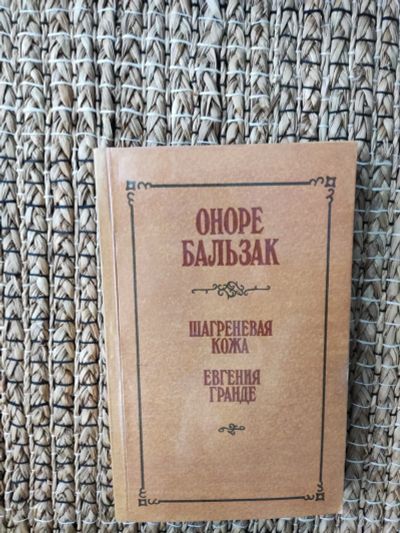 ОНОРЕ
БАЛЬЗАК
ШАГРЕНЕВАЯ
КОЖА
ЕВГЕНИЯ
ГРАНДЕ